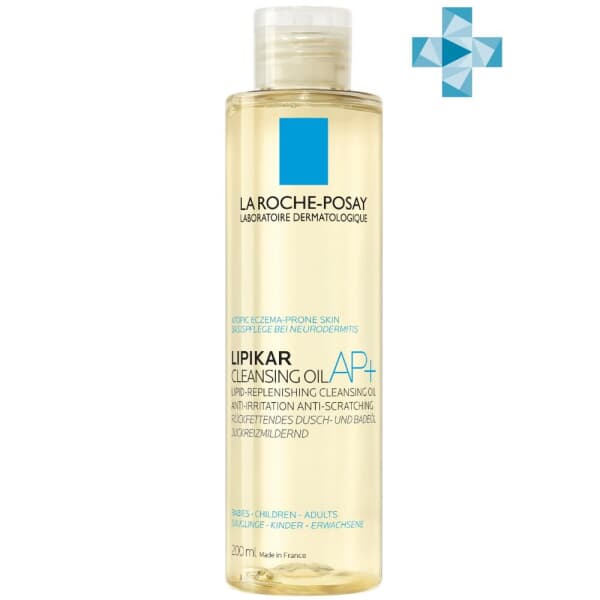 LA ROCHE-POSAY
LABORATOIRE DERMATOLOGIQUE
ATOPIC ECZEMA-PRONE SKIN
BASISPFLEGE BEI NEURODERMITIS
LIPIKAR
CLEANSING OIL AP+
LIPID-REPLENISHING CLEANSING OIL
ANTI-IRRITATION ANTI-SCRATCHING
RÜCKFETTENDES DUSCH- UND BADEÖL
JUCKREIZMILDERND
BABIES - CHILDREN - ADULTS
SÄUGLINGE - KINDER - ERWACHSENE
200 ml Made in France